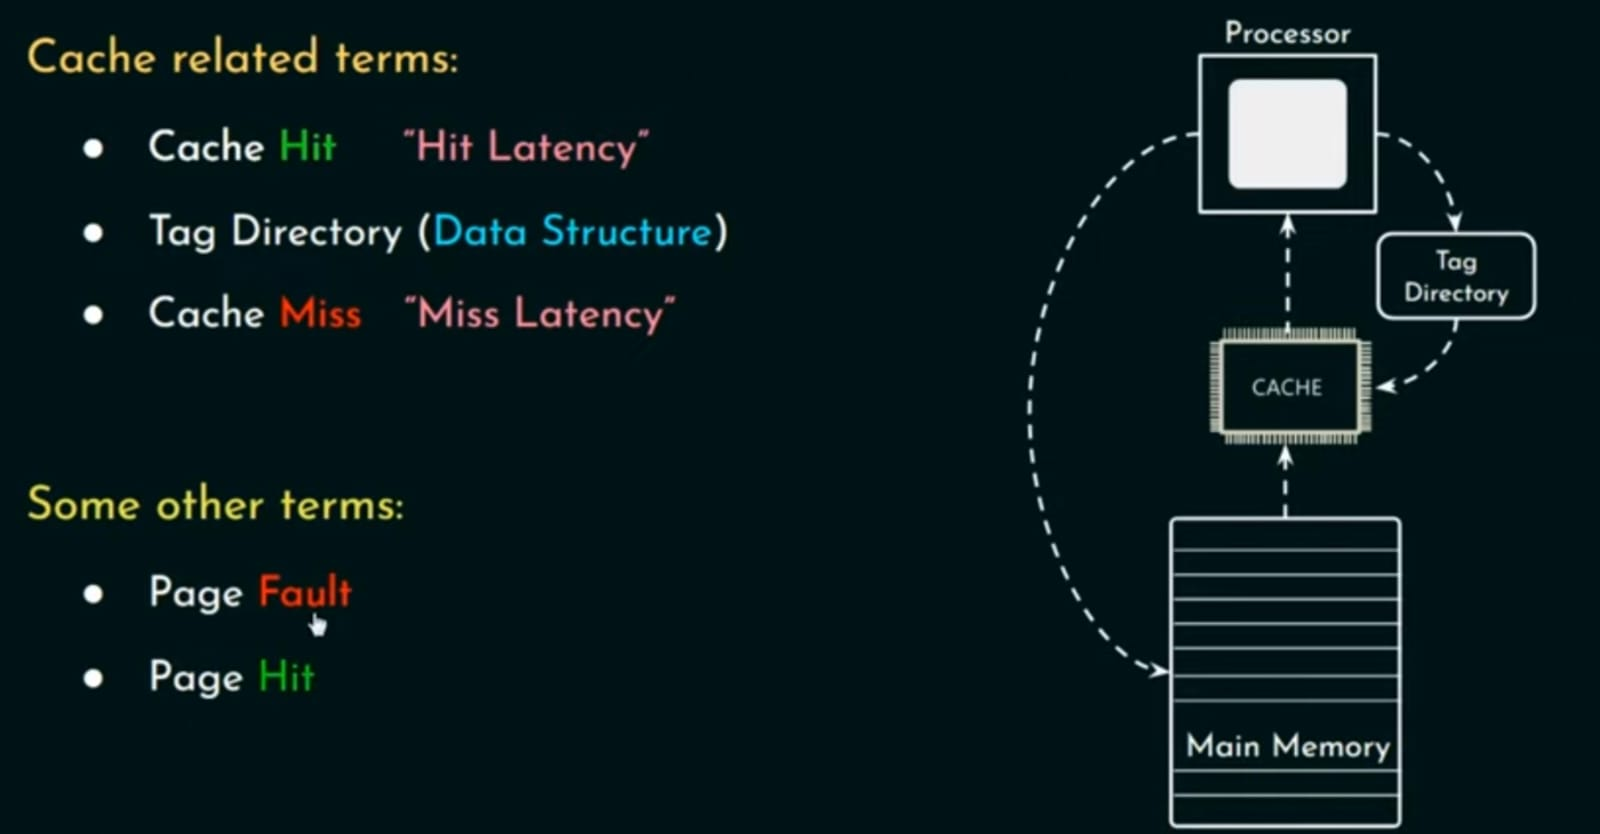 Cache related terms:
● Cache Hit “Hit Latency”
● Tag Directory (Data Structure)
● Cache Miss “Miss Latency”
Some other terms:
● Page Fault
● Page Hit
Processor
Tag
Directory
CACHE
Main Memory